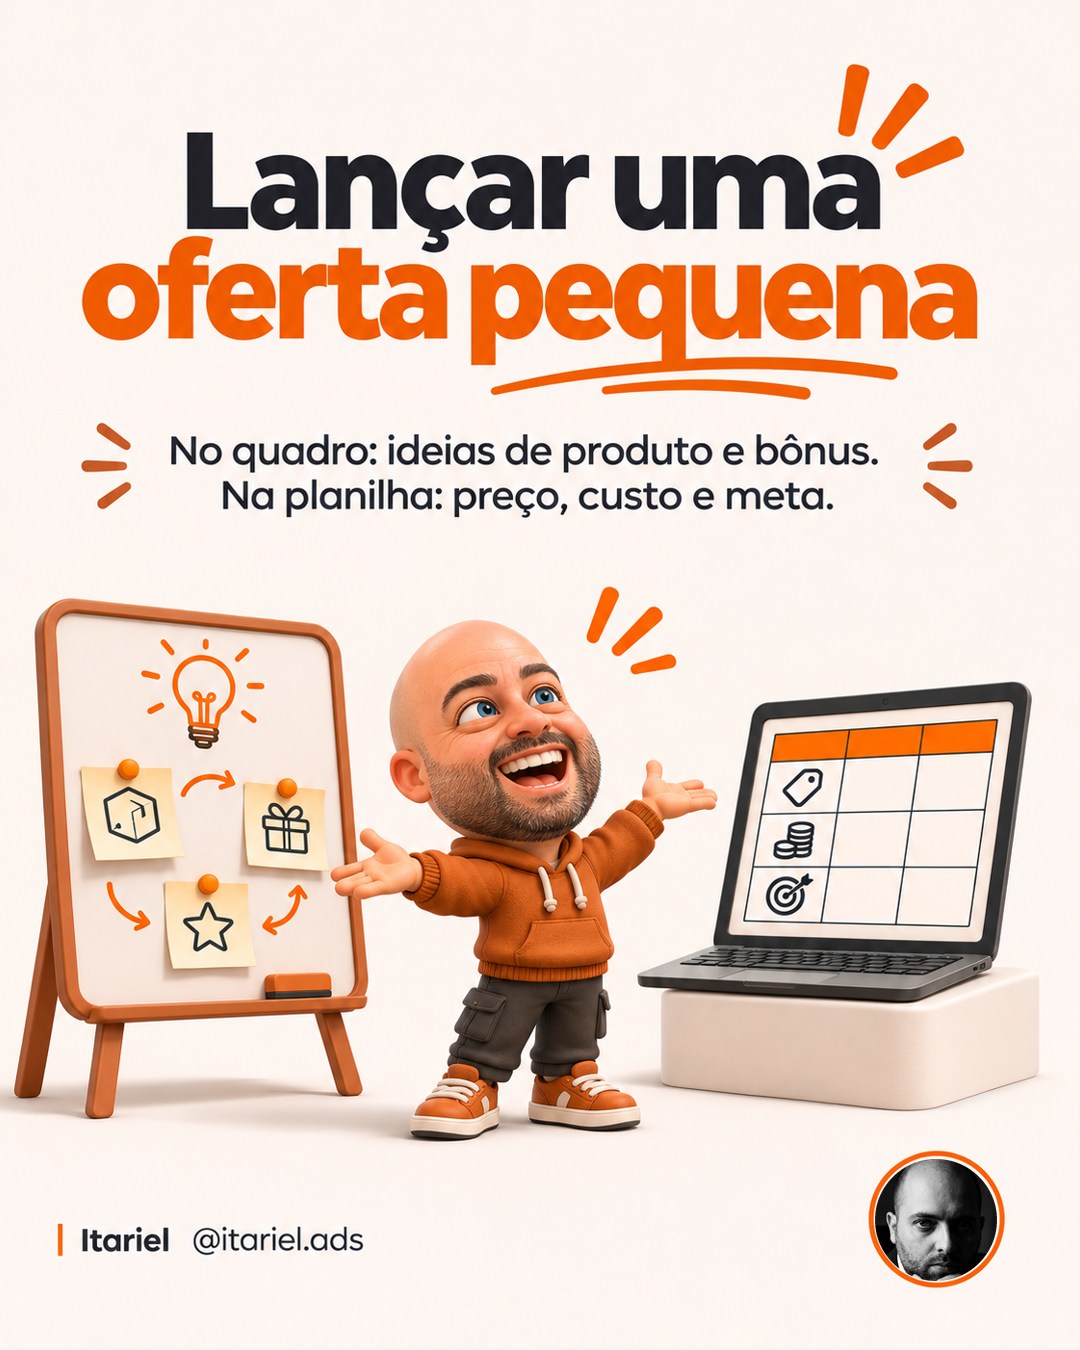 Lançar uma
oferta pequena
No quadro: ideias de produto e bônus.
Na planilha: preço, custo e meta.
Itariel @itariel.ads